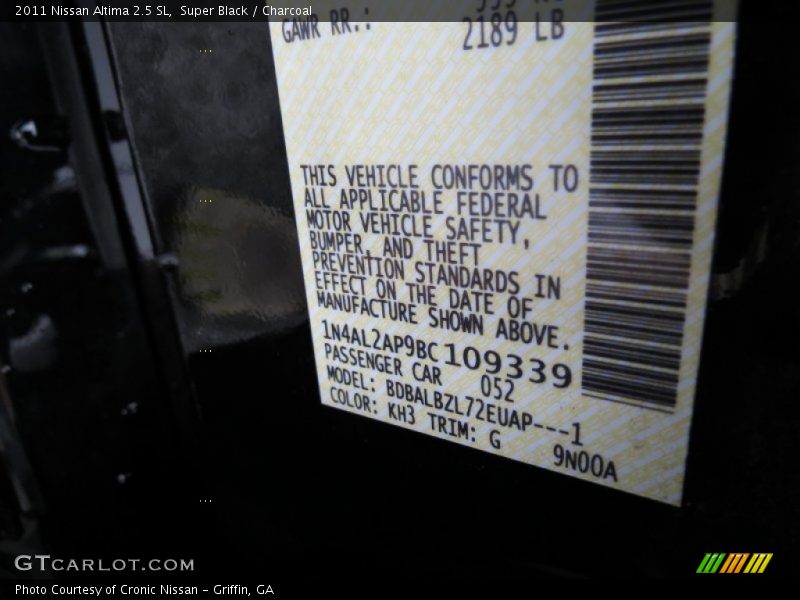 2011 Nissan Altima 2.5 SL,  Super Black / Charcoal
GAWR RR.:
2189 LB
THIS VEHICLE CONFORMS TO
ALL APPLICABLE FEDERAL
MOTOR VEHICLE SAFETY,
BUMPER, AND THEFT
PREVENTION STANDARDS IN
EFFECT ON THE DATE OF
MANUFACTURE SHOWN ABOVE.
1N4AL2AP9BC109339
PASSENGER CAR 052
MODEL: BDBALBZL72EUAP---1
COLOR: KH3 TRIM: G 9N00A
GTCARLOT.COM
Photo Courtesy of Cronic Nissan - Griffin, GA